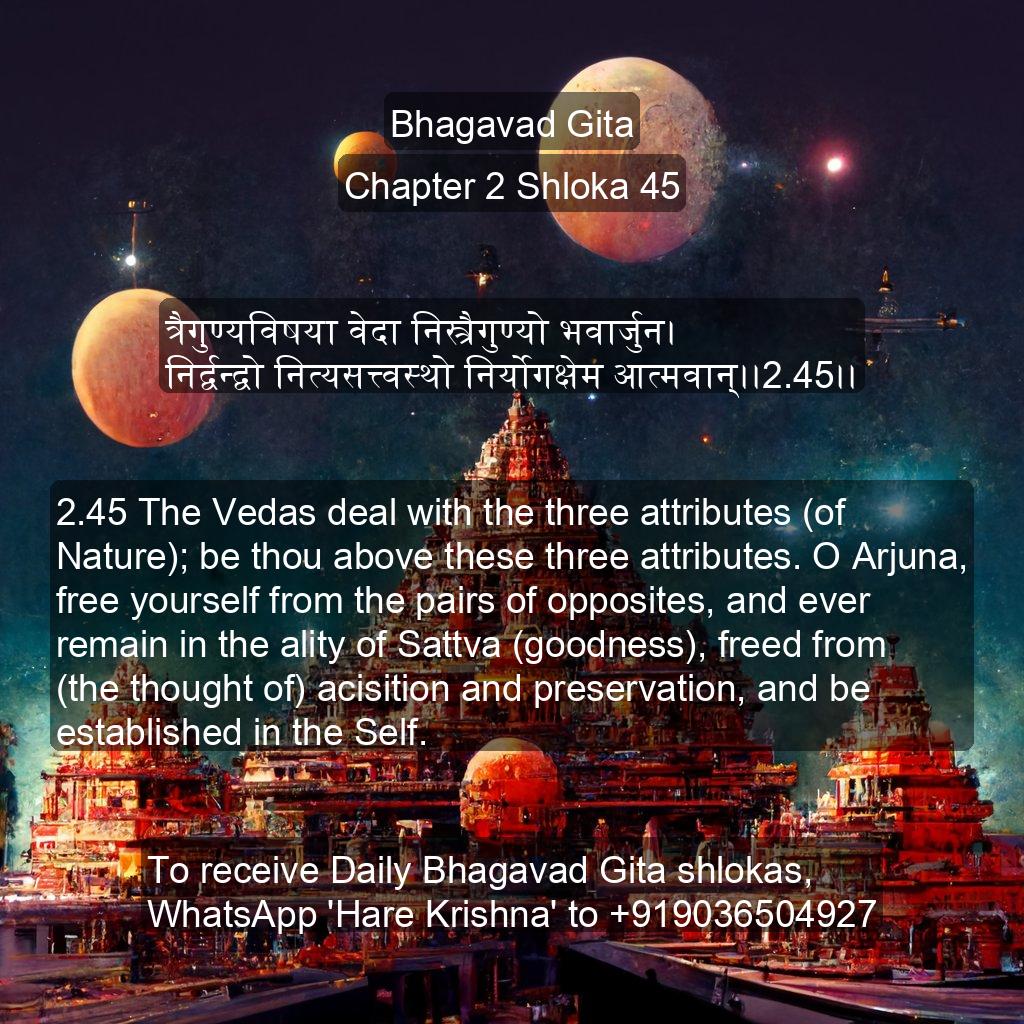 Bhagavad Gita
Chapter 2 Shloka 45
त्रैगुण्यविषया वेदा निस्त्रैगुण्यो भवार्जुन।
निर्द्वन्द्वो नित्यसत्त्वस्थो निर्योगक्षेम आत्मवान्।।2.45।।
2.45 The Vedas deal with the three attributes (of
Nature); be thou above these three attributes. O Arjuna,
free yourself from the pairs of opposites, and ever
remain in the ality of Sattva (goodness), freed from
(the thought of) acisition and preservation, and be
established in the Self.
To receive Daily Bhagavad Gita shlokas,
WhatsApp 'Hare Krishna' to +919036504927